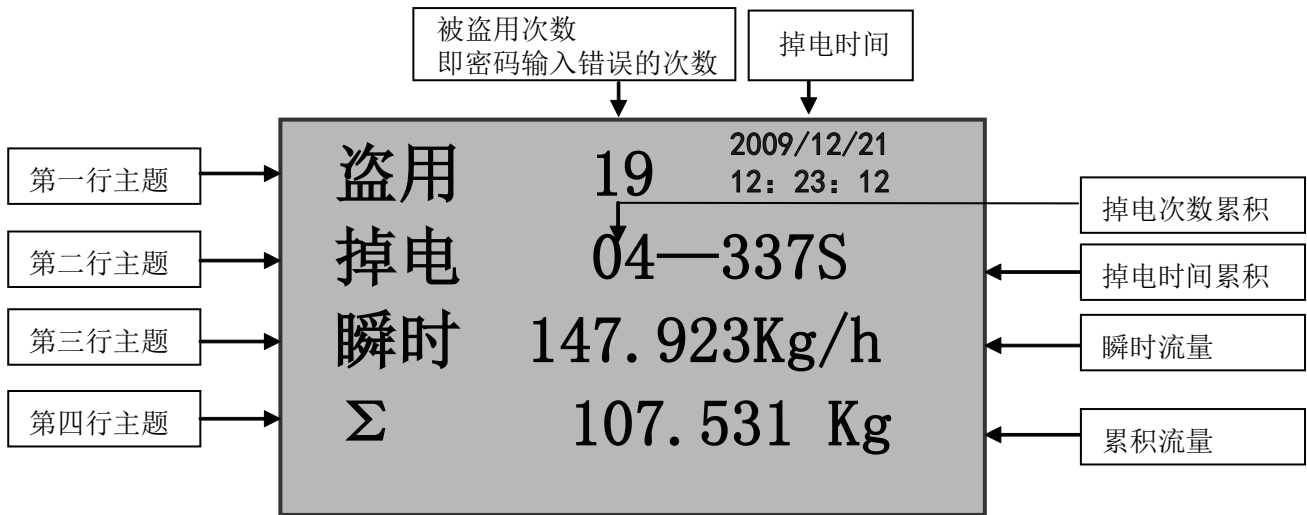 被盗用次数
即密码输入错误的次数
掉电时间
第一行主题
盗用 19 2009/12/21
12：23：12
掉电次数累积
第二行主题
掉电 04—337S
掉电时间累积
第三行主题
瞬时 147.923Kg/h
瞬时流量
第四行主题
Σ 107.531 Kg
累积流量